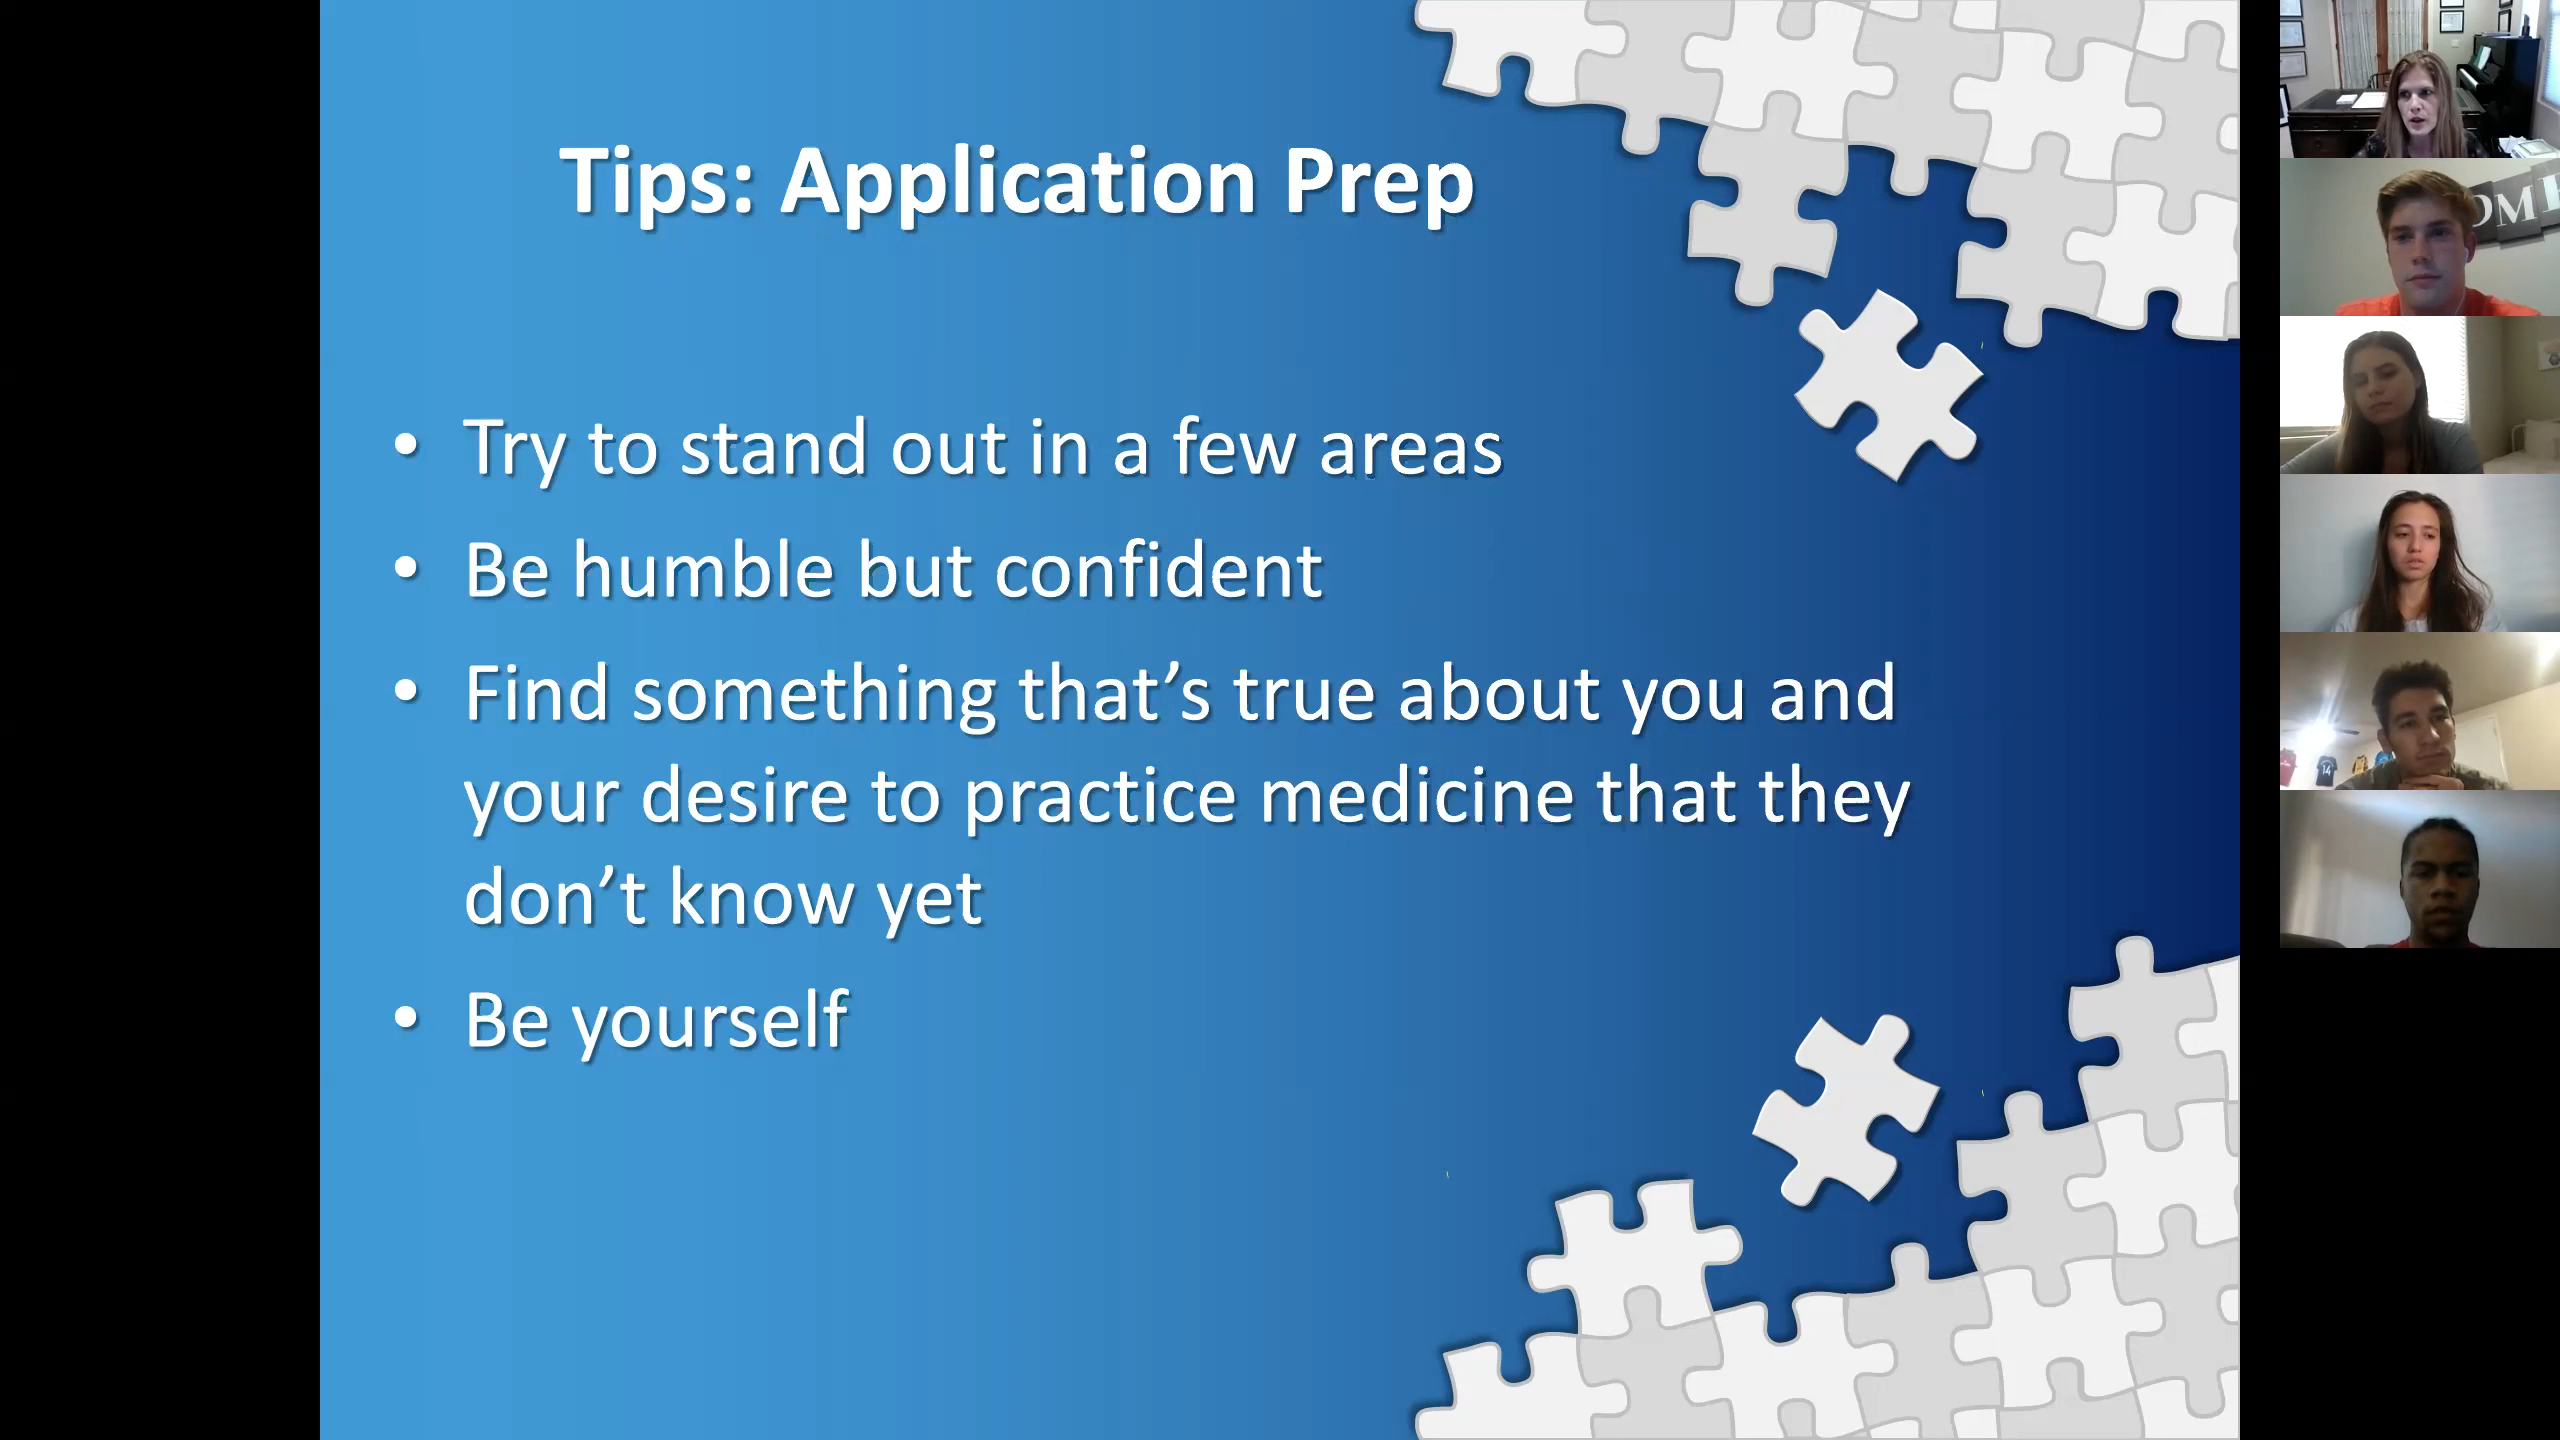 Tips: Application Prep
• Try to stand out in a few areas
• Be humble but confident
• Find something that’s true about you and
your desire to practice medicine that they
don’t know yet
• Be yourself
14